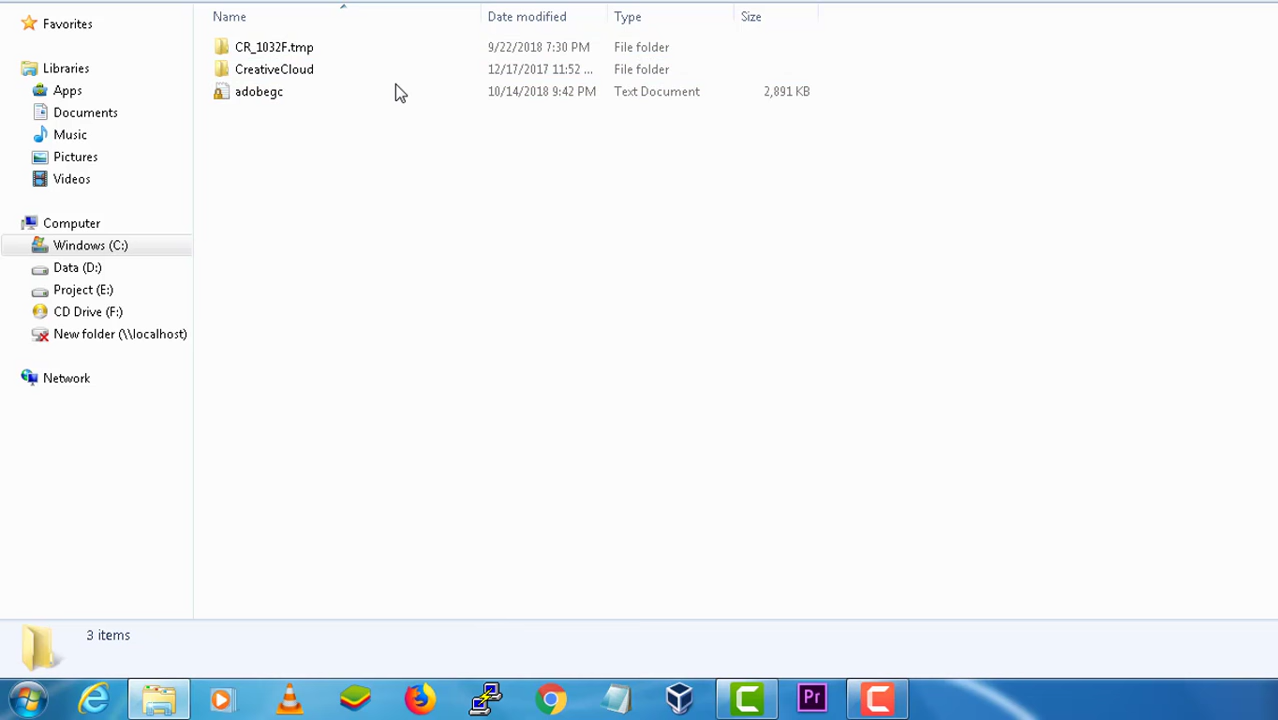 Name Date modified Type Size
Favorites
CR_1032F.tmp 9/22/2018 7:30 PM File folder
Libraries
CreativeCloud 12/17/2017 11:52 ... File folder
Apps
adobegc 10/14/2018 9:42 PM Text Document 2,891 KB
Documents
Music
Pictures
Videos
Computer
Windows (C:)
Data (D:)
Project (E:)
CD Drive (F:)
New folder (\\localhost)
Network
3 items
Pr